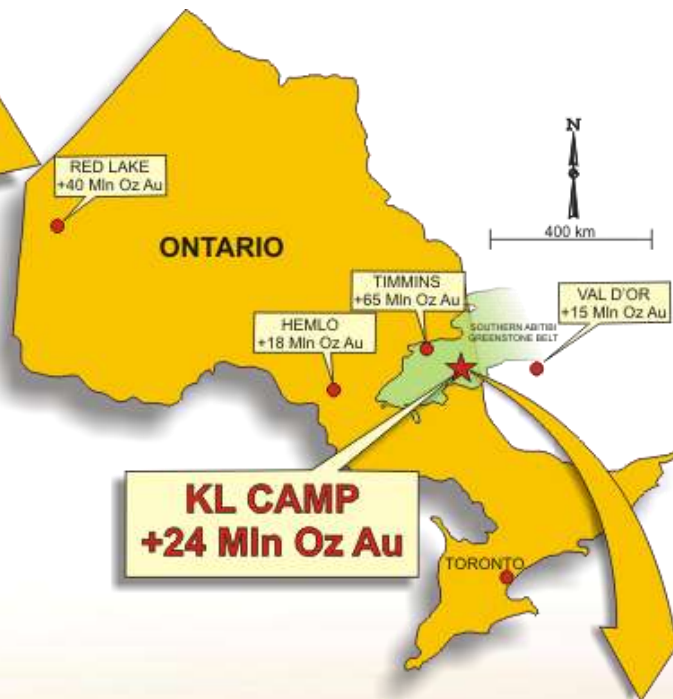 N
400 km
RED LAKE
+40 Mln Oz Au
ONTARIO
TIMMINS
+65 Mln Oz Au
VAL D'OR
+15 Mln Oz Au
HEMLO
+18 Mln Oz Au
SOUTHERN ABITIBI
GREENSTONE BELT
KL CAMP
+24 Mln Oz Au
TORONTO